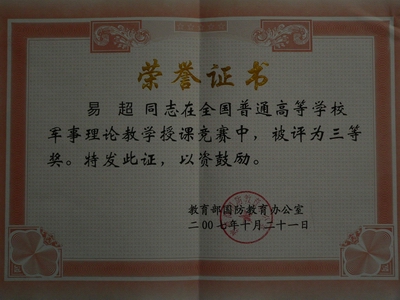 荣誉证书
易 超 同志在全国普通高等学校
军事理论教学授课竞赛中，被评为三等
奖。特发此证，以资鼓励。
教育部国防教育办公室
二00七年十月二十一日